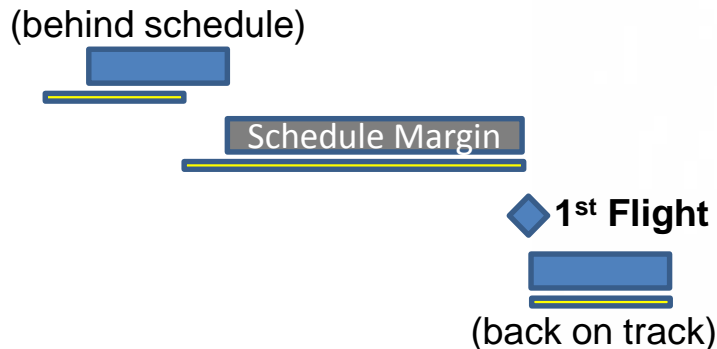 (behind schedule)
Schedule Margin
1st Flight
(back on track)